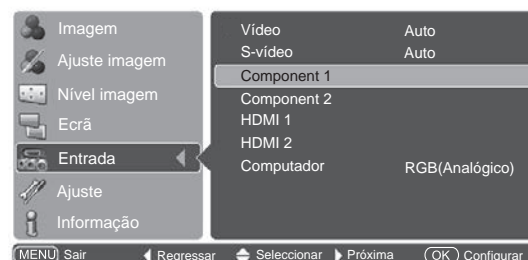 Imagem
Ajuste imagem
Nível imagem
Ecrã
Entrada
Ajuste
Informação
Vídeo Auto
S-vídeo Auto
Component 1
Component 2
HDMI 1
HDMI 2
Computador RGB(Analógico)
MENU Sair Regressar Seleccionar Próxima OK Configurar